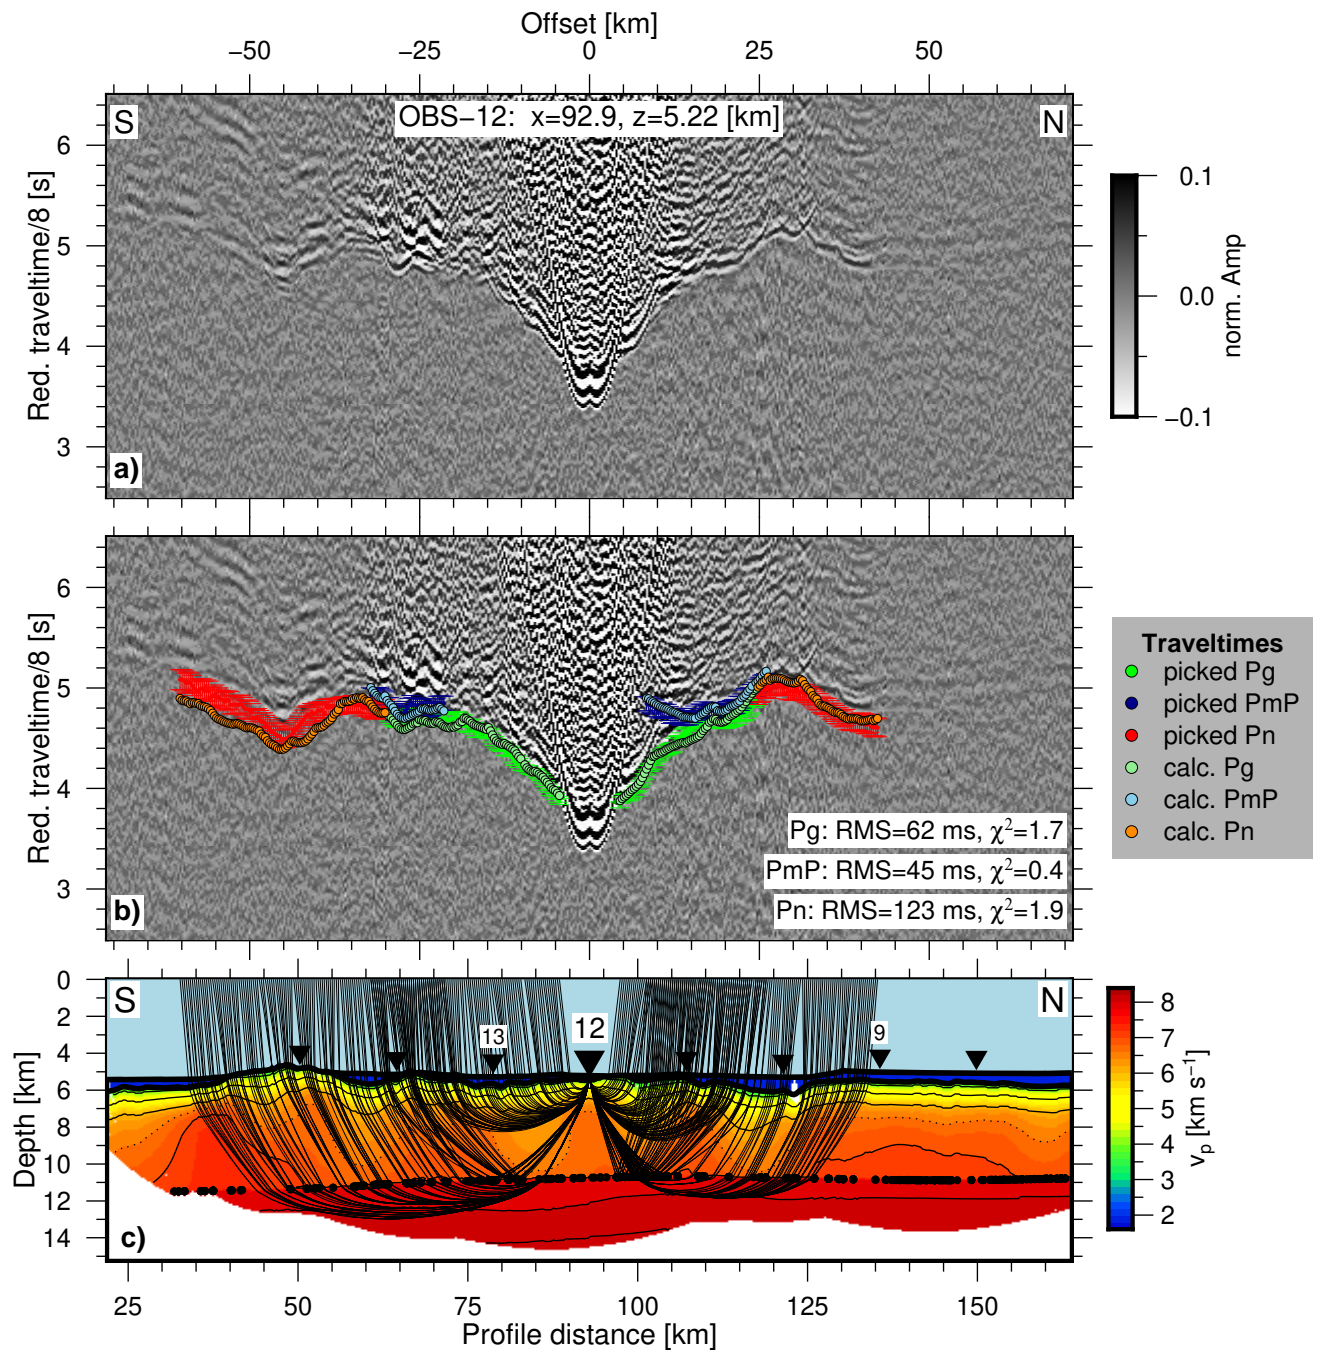 Offset [km]
−50 −25 0 25 50
S
OBS−12: x=92.9, z=5.22 [km]
N
Red. traveltime/8 [s]
6
5
4
3
a)
0.1
0.0
−0.1
norm. Amp
Red. traveltime/8 [s]
6
5
4
3
b)
Pg: RMS=62 ms, χ²=1.7
PmP: RMS=45 ms, χ²=0.4
Pn: RMS=123 ms, χ²=1.9
Traveltimes
picked Pg
picked PmP
picked Pn
calc. Pg
calc. PmP
calc. Pn
Depth [km]
0
2
4
6
8
10
12
14
S
13
12
9
N
c)
8
7
6
5
4
3
2
vp [km s⁻¹]
25 50 75 100 125 150
Profile distance [km]